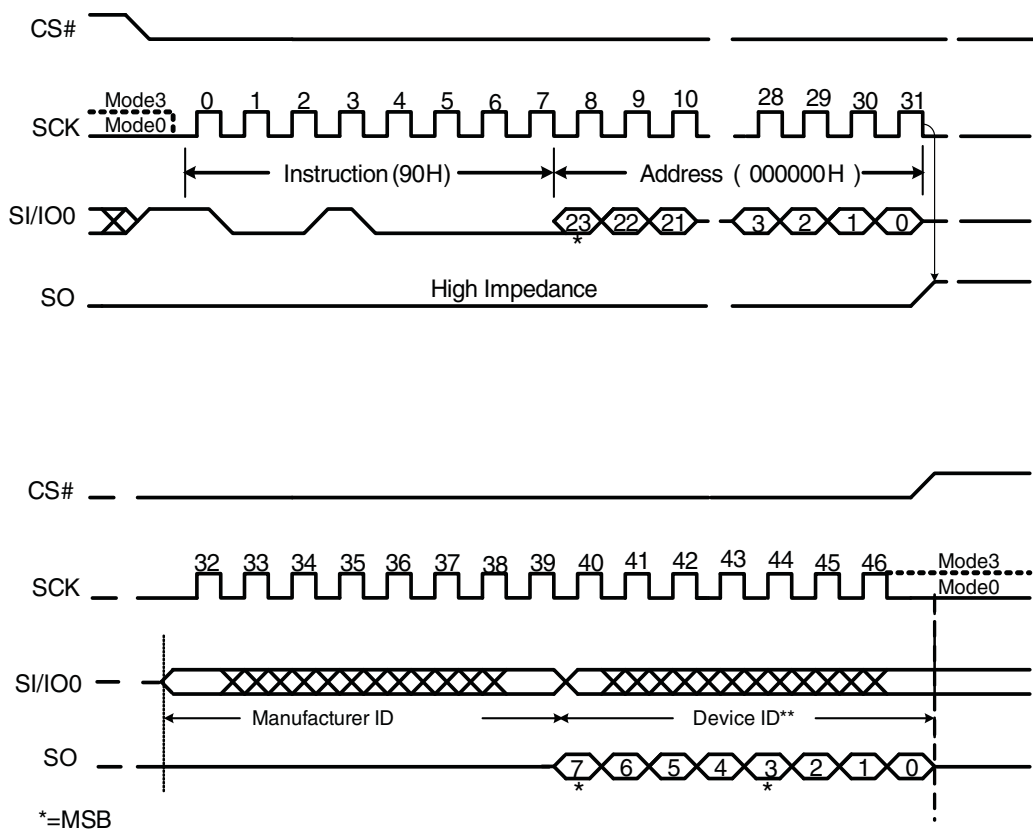 CS#
Mode3
Mode0
SCK
0 1 2 3 4 5 6 7 8 9 10 28 29 30 31
Instruction (90H)
Address ( 000000H )
SI/IO0
23 22 21 3 2 1 0
*
SO
High Impedance
CS#
32 33 34 35 36 37 38 39 40 41 42 43 44 45 46
SCK
Mode3
Mode0
SI/IO0
Manufacturer ID
Device ID**
SO
7 6 5 4 3 2 1 0
* *
*=MSB